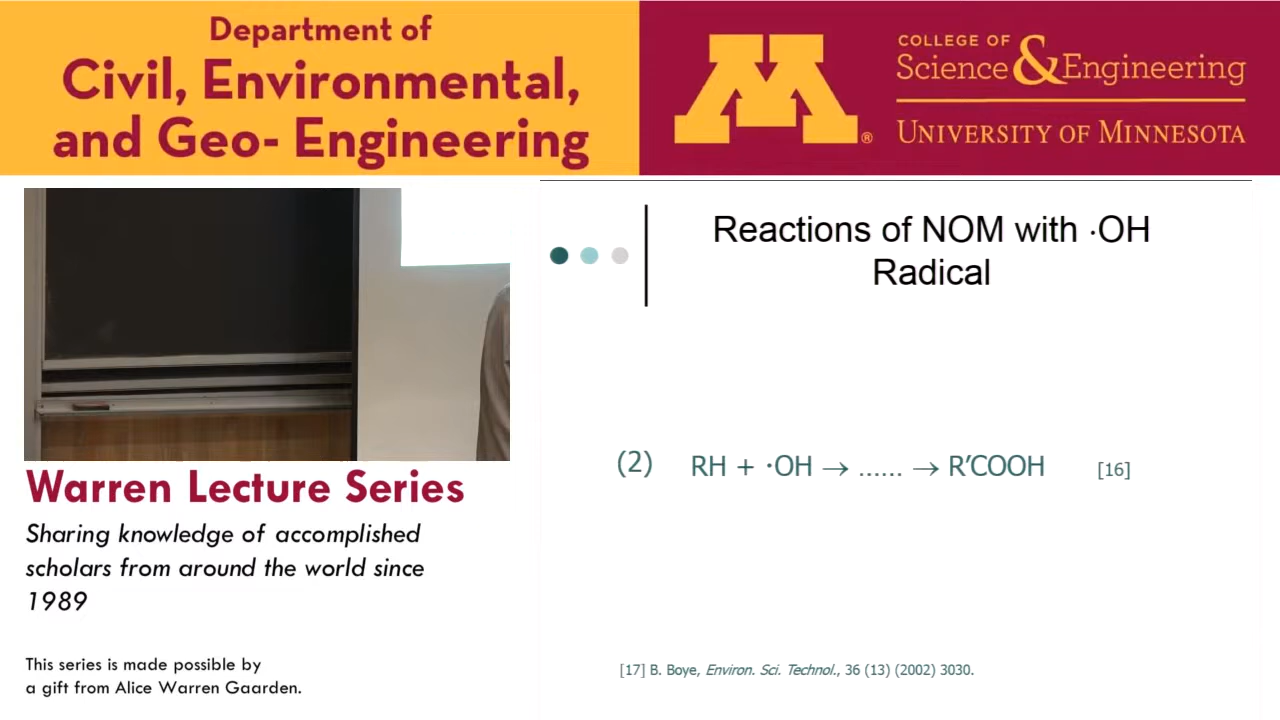 Department of
Civil, Environmental,
and Geo- Engineering
M®
COLLEGE OF
Science & Engineering
UNIVERSITY OF MINNESOTA
Reactions of NOM with ·OH
Radical
(2) RH + ·OH → ...... → R′COOH [16]
[17] B. Boye, Environ. Sci. Technol., 36 (13) (2002) 3030.
Warren Lecture Series
Sharing knowledge of accomplished
scholars from around the world since
1989
This series is made possible by
a gift from Alice Warren Gaarden.